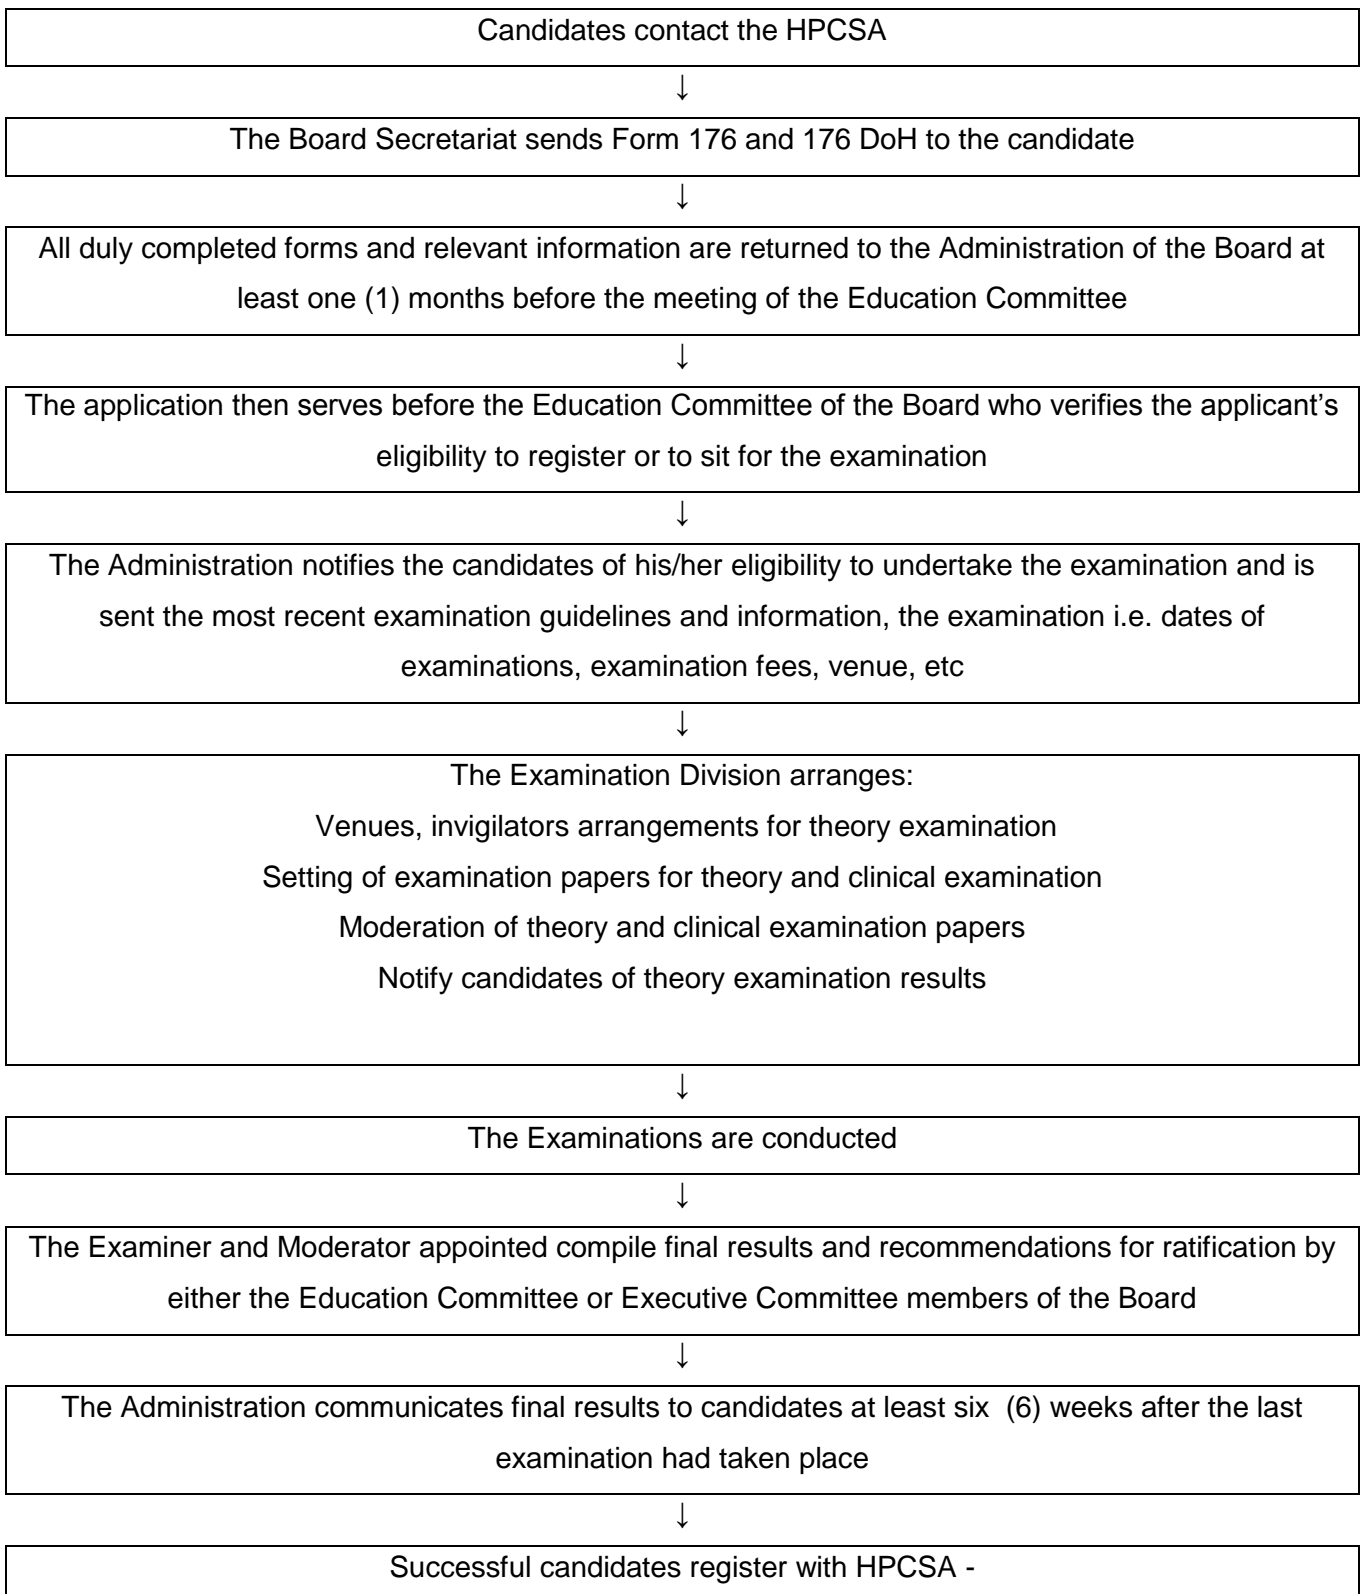 Candidates contact the HPCSA
↓
The Board Secretariat sends Form 176 and 176 DoH to the candidate
↓
All duly completed forms and relevant information are returned to the Administration of the Board at
least one (1) months before the meeting of the Education Committee
↓
The application then serves before the Education Committee of the Board who verifies the applicant’s
eligibility to register or to sit for the examination
↓
The Administration notifies the candidates of his/her eligibility to undertake the examination and is
sent the most recent examination guidelines and information, the examination i.e. dates of
examinations, examination fees, venue, etc
↓
The Examination Division arranges:
Venues, invigilators arrangements for theory examination
Setting of examination papers for theory and clinical examination
Moderation of theory and clinical examination papers
Notify candidates of theory examination results
↓
The Examinations are conducted
↓
The Examiner and Moderator appointed compile final results and recommendations for ratification by
either the Education Committee or Executive Committee members of the Board
↓
The Administration communicates final results to candidates at least six  (6) weeks after the last
examination had taken place
↓
Successful candidates register with HPCSA -